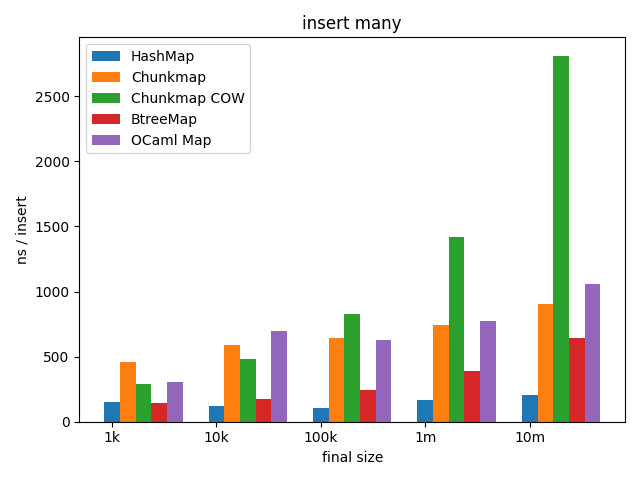 insert many
HashMap
Chunkmap
Chunkmap COW
BtreeMap
OCaml Map
ns / insert
2500
2000
1500
1000
500
0
1k
10k
100k
1m
10m
final size